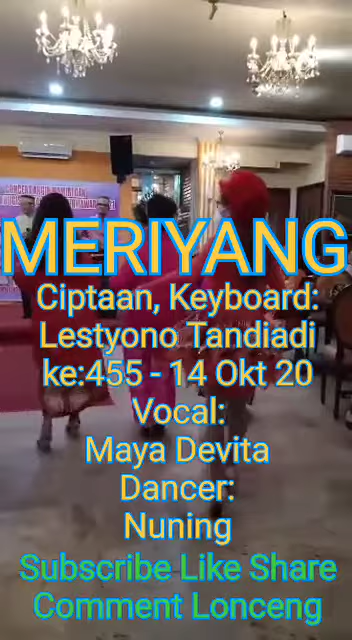 MERIYANG
Ciptaan, Keyboard:
Lestyono Tandiadi
ke:455 - 14 Okt 20
Vocal:
Maya Devita
Dancer:
Nuning
Subscribe Like Share
Comment Lonceng